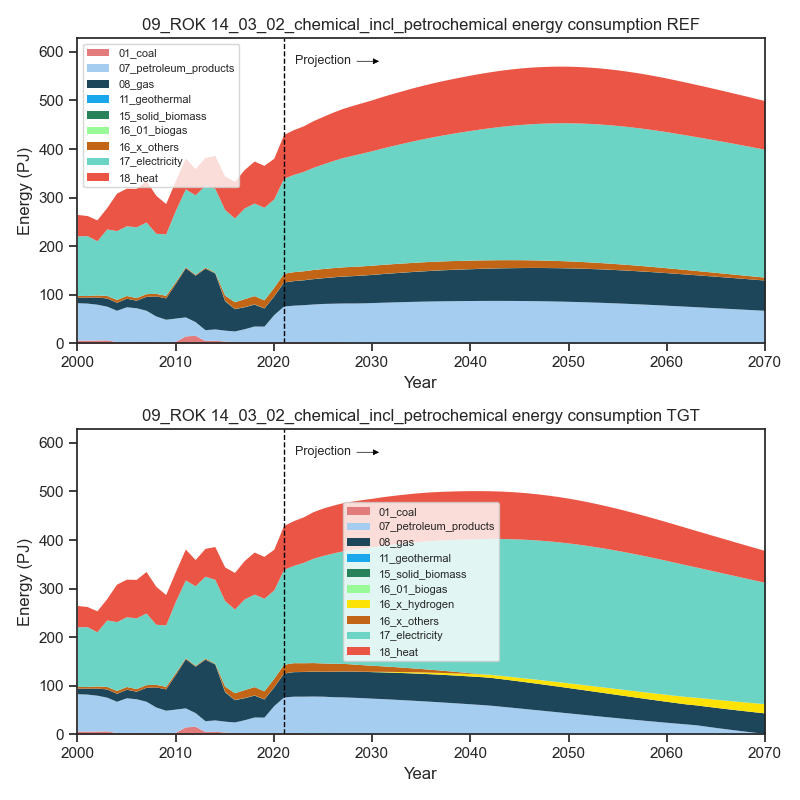 09_ROK 14_03_02_chemical_incl_petrochemical energy consumption REF
Energy (PJ)
600
500
400
300
200
100
0
Projection
01_coal
07_petroleum_products
08_gas
11_geothermal
15_solid_biomass
16_01_biogas
16_x_others
17_electricity
18_heat
2000 2010 2020 2030 2040 2050 2060 2070
Year
09_ROK 14_03_02_chemical_incl_petrochemical energy consumption TGT
Energy (PJ)
600
500
400
300
200
100
0
Projection
01_coal
07_petroleum_products
08_gas
11_geothermal
15_solid_biomass
16_01_biogas
16_x_hydrogen
16_x_others
17_electricity
18_heat
2000 2010 2020 2030 2040 2050 2060 2070
Year